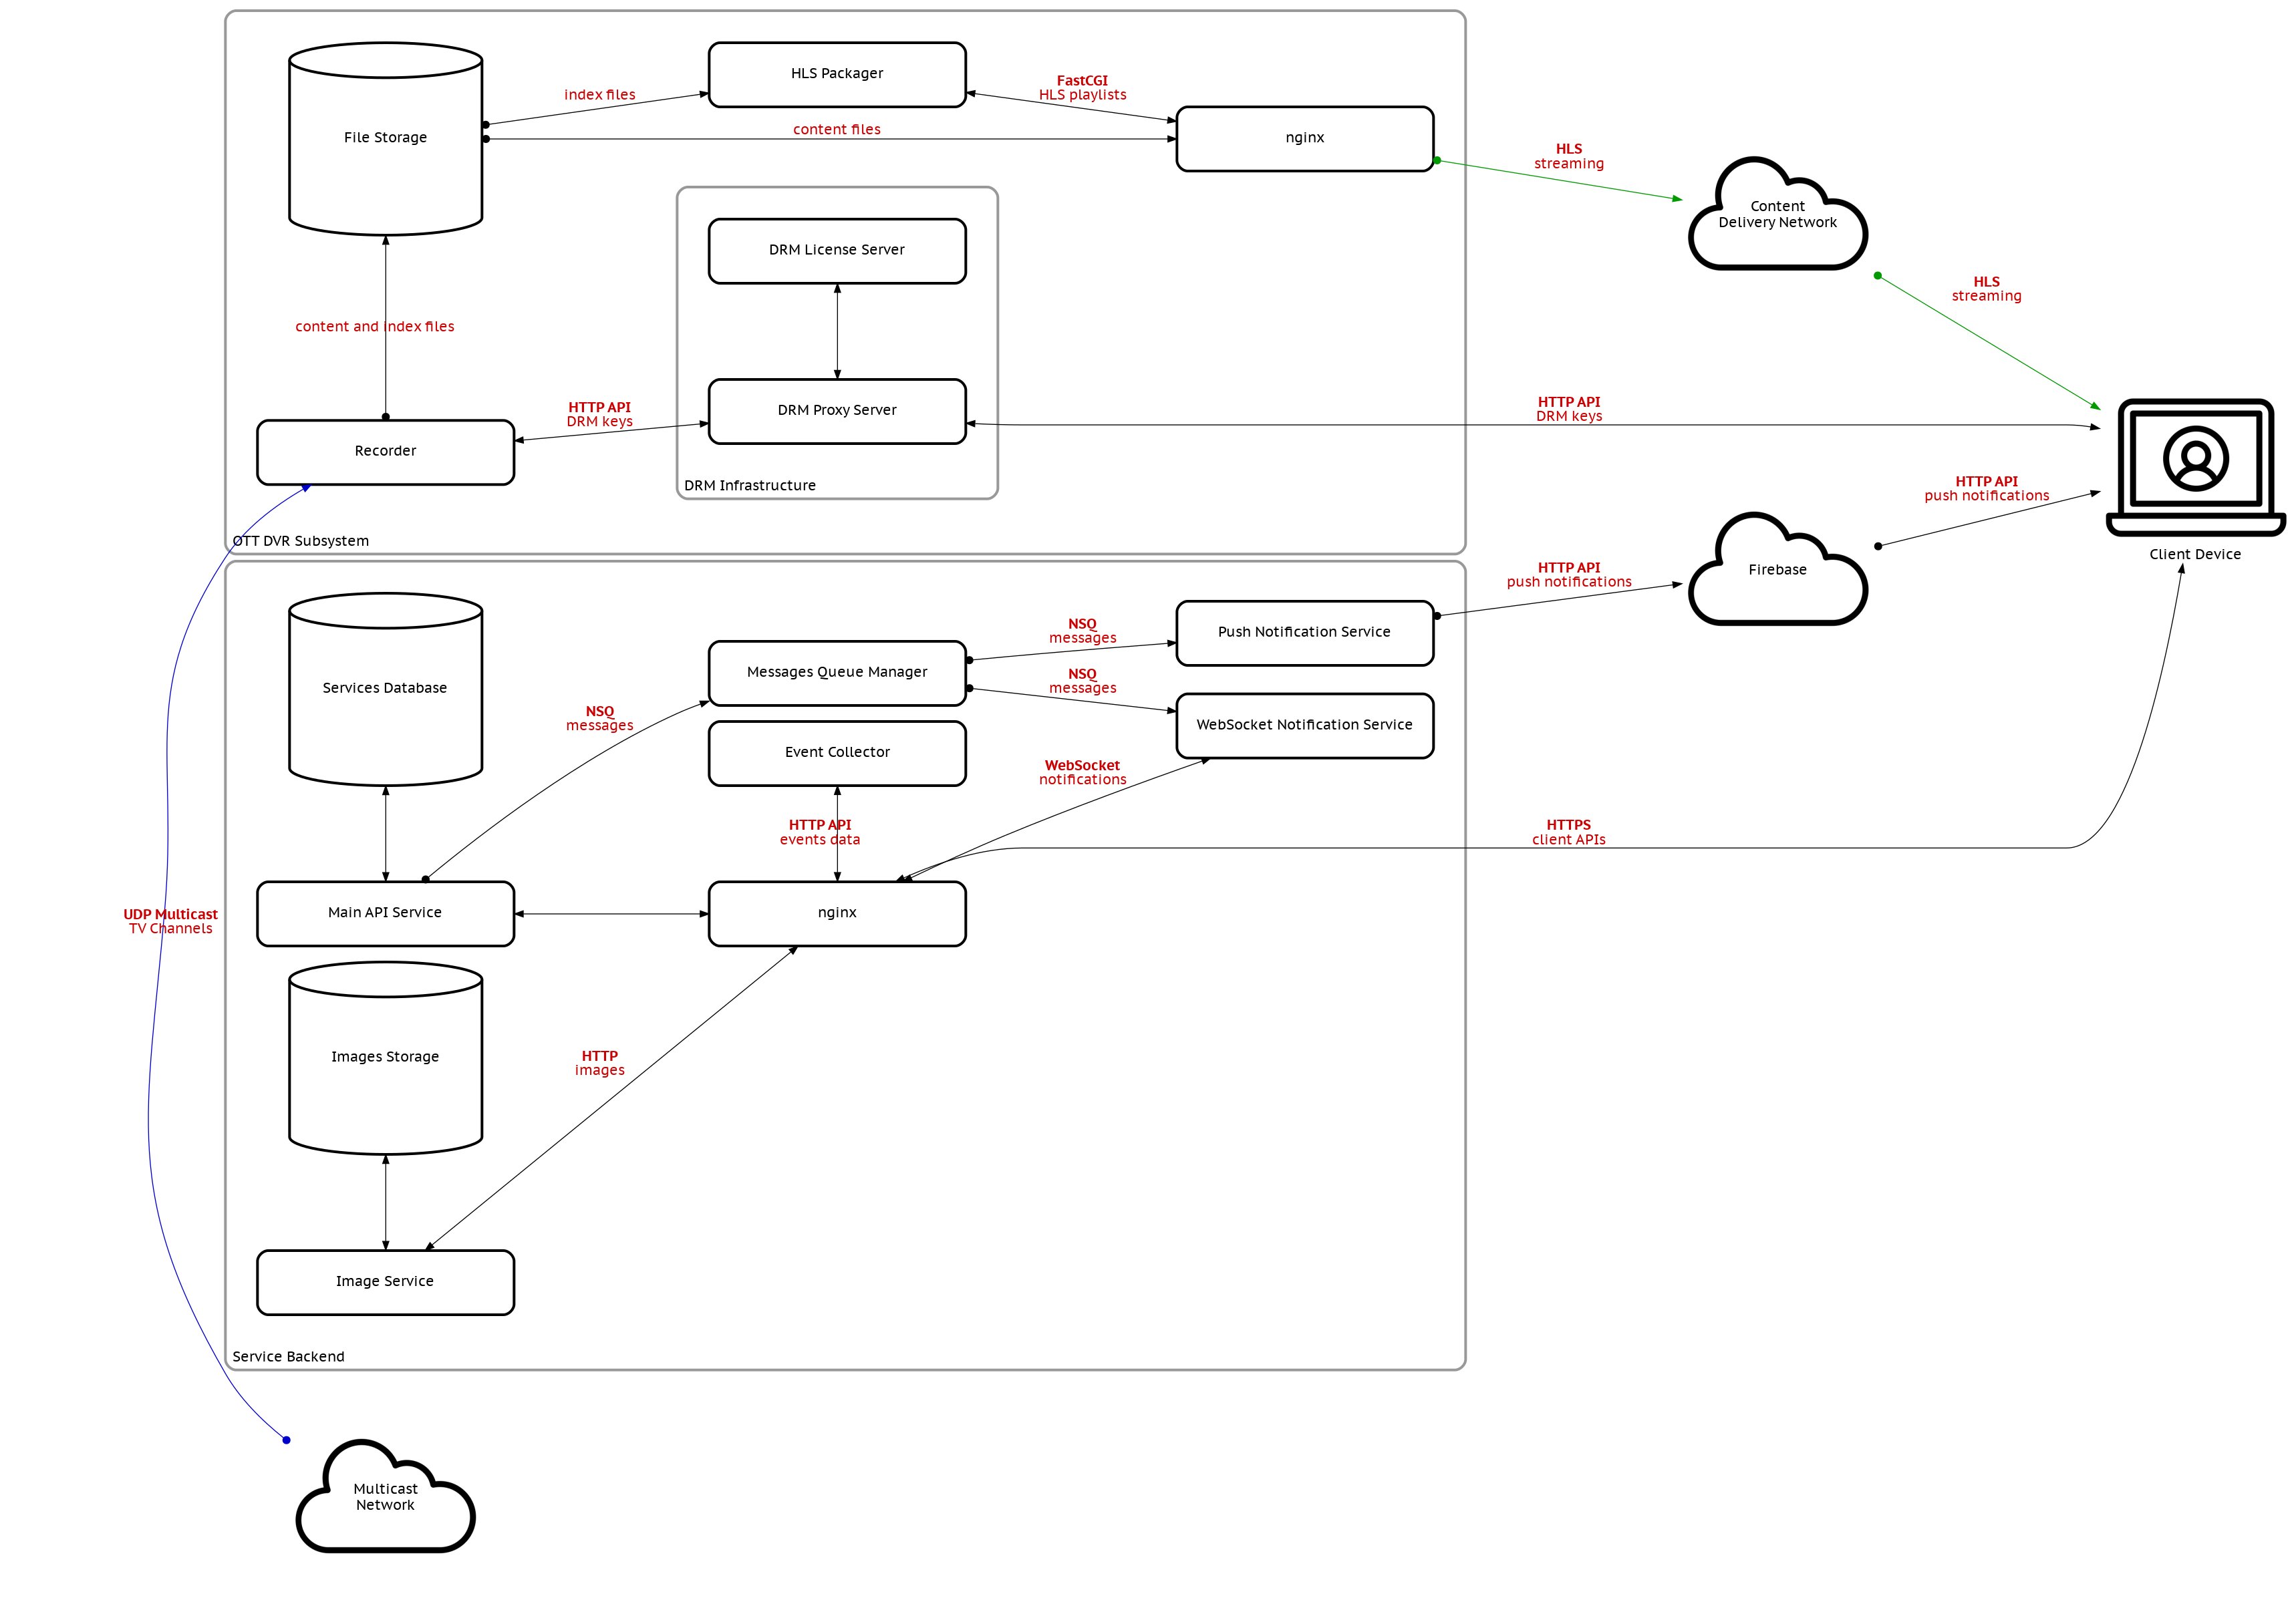 HLS Packager
File Storage
index files
FastCGI
HLS playlists
content files
nginx
HLS
streaming
Content
Delivery Network
DRM License Server
HLS
streaming
content and index files
HTTP API
DRM keys
DRM Proxy Server
HTTP API
DRM keys
Recorder
DRM Infrastructure
OTT DVR Subsystem
HTTP API
push notifications
Client Device
HTTP API
push notifications
Firebase
Services Database
Messages Queue Manager
NSQ
messages
Push Notification Service
NSQ
messages
WebSocket Notification Service
NSQ
messages
Event Collector
WebSocket
notifications
HTTP API
events data
HTTPS
client APIs
UDP Multicast
TV Channels
Main API Service
nginx
Images Storage
HTTP
images
Image Service
Service Backend
Multicast
Network